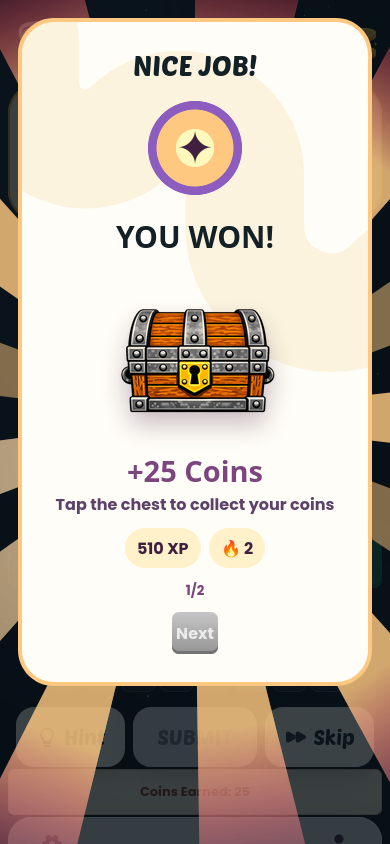 NICE JOB!
YOU WON!
+25 Coins
Tap the chest to collect your coins
510 XP
🔥 2
1/2
Next
Hint
SUBMIT
Skip
Coins Earned: 25